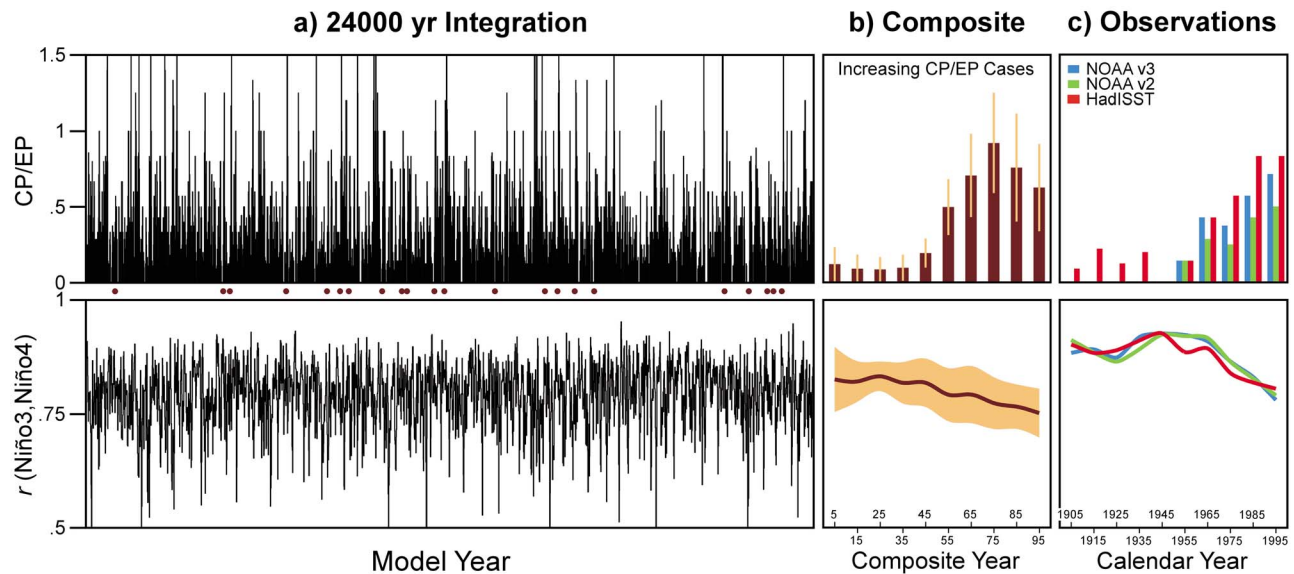 a) 24000 yr Integration
b) Composite
c) Observations
CP/EP
1.5
1
.5
0
Increasing CP/EP Cases
NOAA v3
NOAA v2
HadISST
r (Niño3,Niño4)
1
.75
.5
5 25 45 65 85
15 35 55 75 95
1905 1925 1945 1965 1985
1915 1935 1955 1975 1995
Model Year
Composite Year
Calendar Year